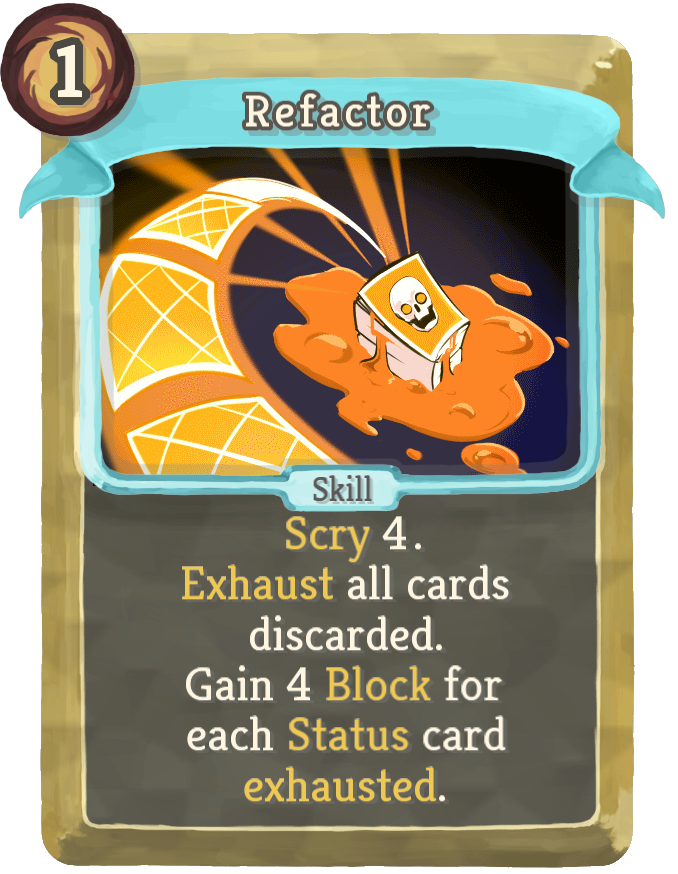 1
Refactor
Skill
Scry 4.
Exhaust all cards
discarded.
Gain 4 Block for
each Status card
exhausted.